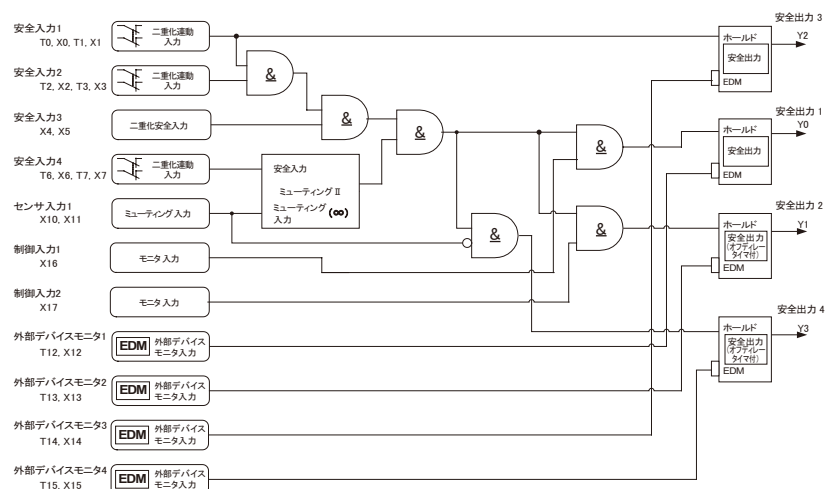 安全入力1
T0, X0, T1, X1
二重化連動
入力
安全入力2
T2, X2, T3, X3
二重化連動
入力
安全入力3
X4, X5
二重化安全入力
安全入力4
T6, X6, T7, X7
二重化連動
入力
センサ入力1
X10, X11
ミューティング入力
制御入力1
X16
モニタ入力
制御入力2
X17
モニタ入力
外部デバイスモニタ1
T12, X12
EDM 外部デバイス
モニタ入力
外部デバイスモニタ2
T13, X13
EDM 外部デバイス
モニタ入力
外部デバイスモニタ3
T14, X14
EDM 外部デバイス
モニタ入力
外部デバイスモニタ4
T15, X15
EDM 外部デバイス
モニタ入力
&
&
&
安全入力
ミューティング II
ミューティング (∞)
入力
&
&
&
安全出力 3
Y2
ホールド
安全出力
EDM
安全出力 1
Y0
ホールド
安全出力
EDM
安全出力 2
Y1
ホールド
安全出力
(オフディレー
タイマ付)
EDM
安全出力 4
Y3
ホールド
安全出力
(オフディレー
タイマ付)
EDM